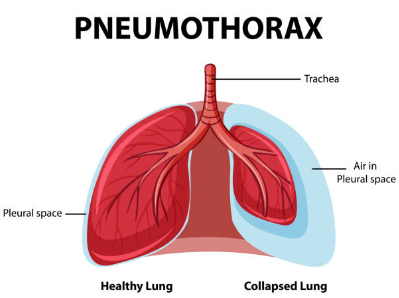 PNEUMOTHORAX
Trachea
Air in
Pleural space
Pleural space
Healthy Lung
Collapsed Lung